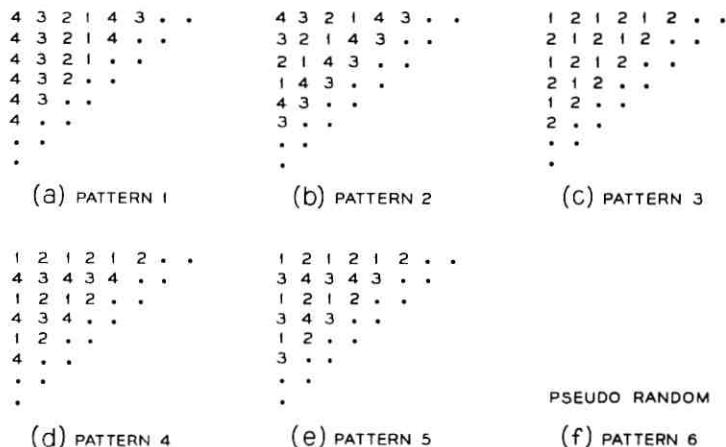 4 3 2 1 4 3 . .
4 3 2 1 4 . .
4 3 2 1 . .
4 3 2 . .
4 3 . .
4 . .
. .
.
(a) PATTERN 1
4 3 2 1 4 3 . .
3 2 1 4 3 . .
2 1 4 3 . .
1 4 3 . .
4 3 . .
3 . .
. .
.
(b) PATTERN 2
1 2 1 2 1 2 . .
2 1 2 1 2 . .
1 2 1 2 . .
2 1 2 . .
1 2 . .
2 . .
. .
.
(c) PATTERN 3
1 2 1 2 1 2 . .
4 3 4 3 4 . .
1 2 1 2 . .
4 3 4 . .
1 2 . .
4 . .
. .
.
(d) PATTERN 4
1 2 1 2 1 2 . .
3 4 3 4 3 . .
1 2 1 2 . .
3 4 3 . .
1 2 . .
3 . .
. .
.
(e) PATTERN 5
PSEUDO RANDOM
(f) PATTERN 6